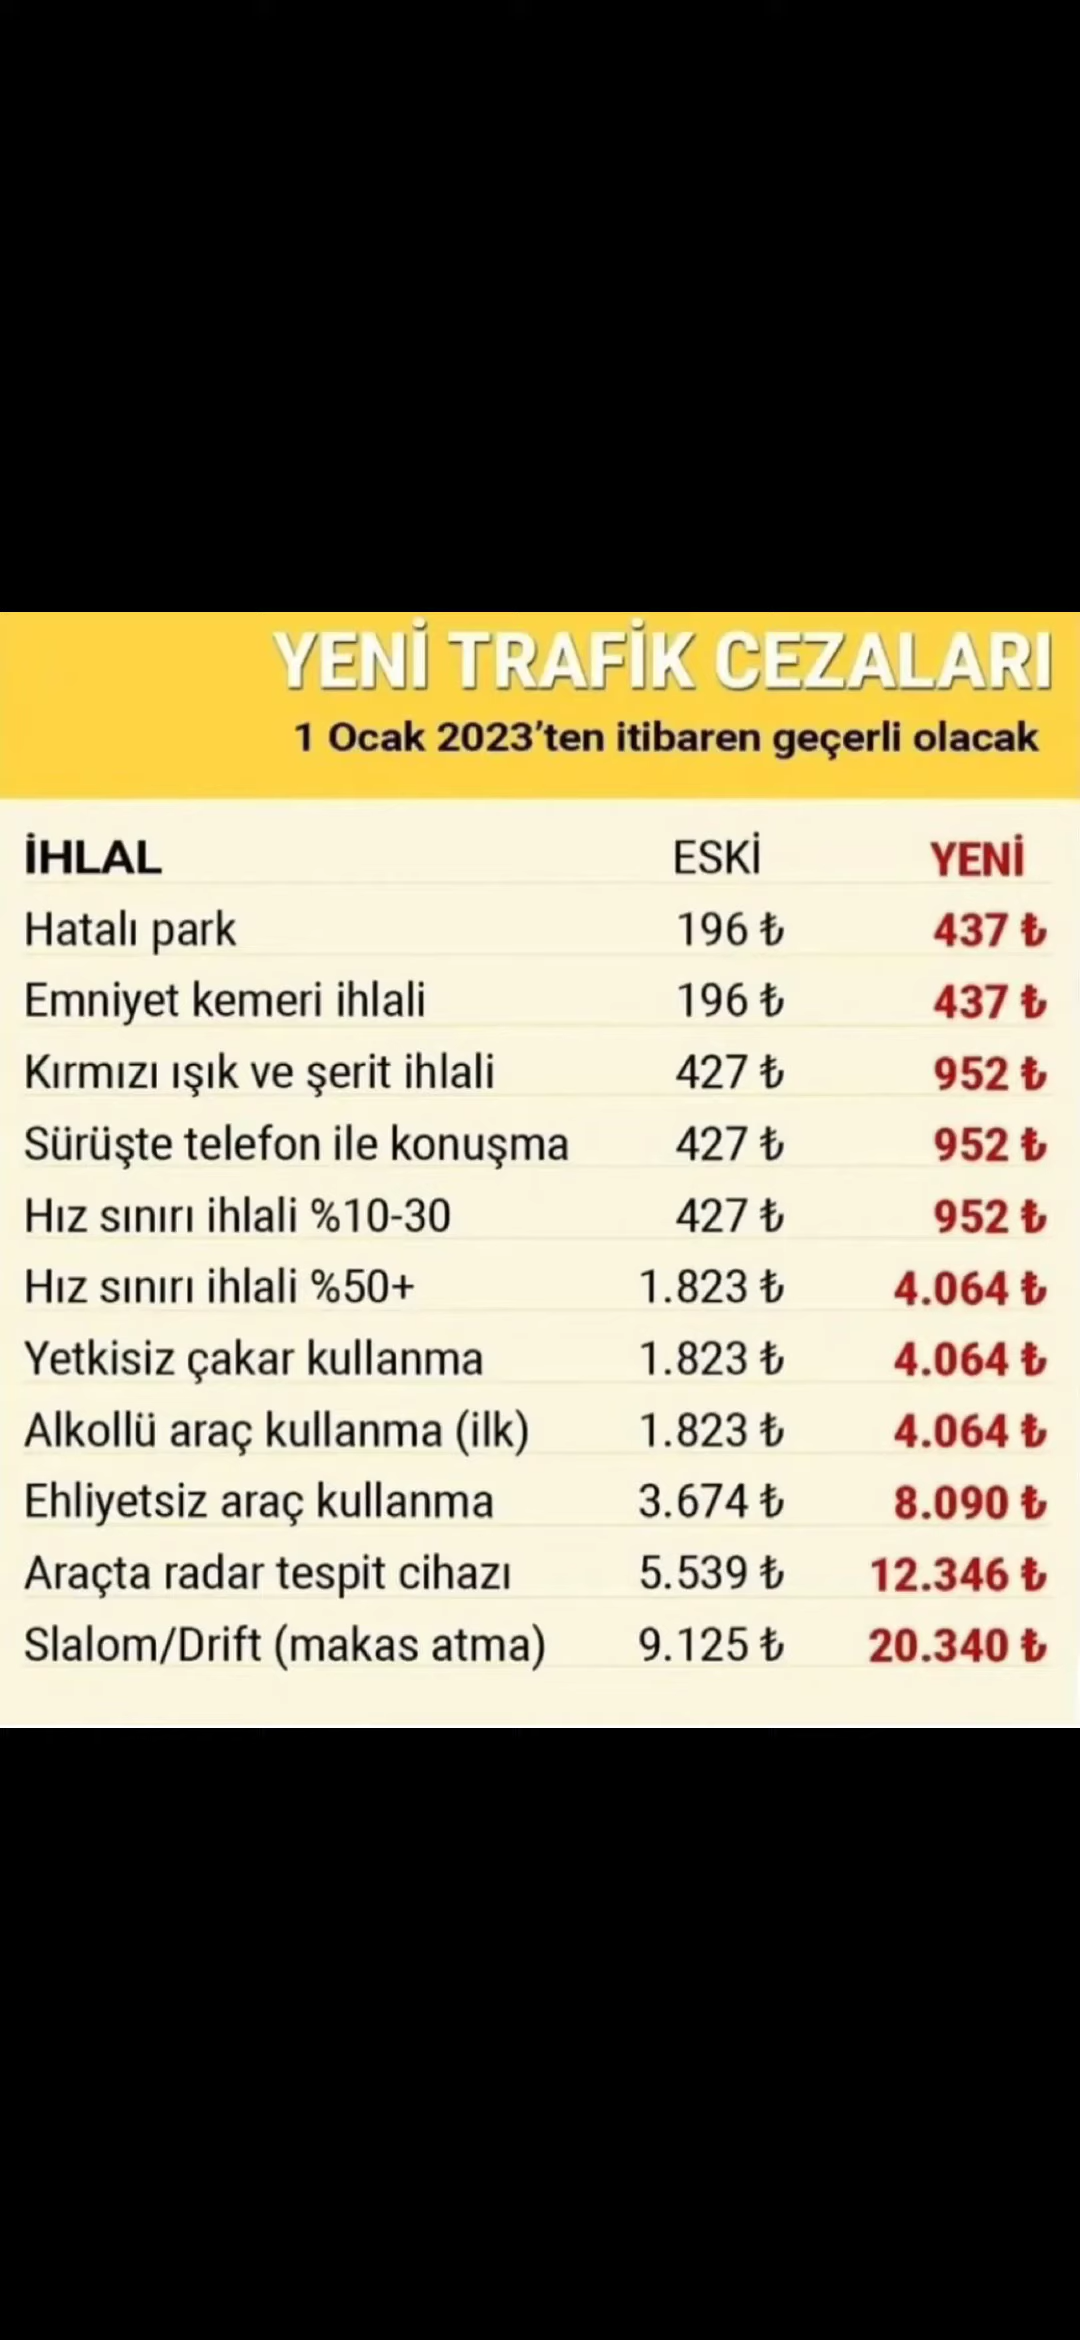 YENİ TRAFİK CEZALARI
1 Ocak 2023’ten itibaren geçerli olacak
İHLAL ESKİ YENİ
Hatalı park 196 ₺ 437 ₺
Emniyet kemeri ihlali 196 ₺ 437 ₺
Kırmızı ışık ve şerit ihlali 427 ₺ 952 ₺
Sürüşte telefon ile konuşma 427 ₺ 952 ₺
Hız sınırı ihlali %10-30 427 ₺ 952 ₺
Hız sınırı ihlali %50+ 1.823 ₺ 4.064 ₺
Yetkisiz çakar kullanma 1.823 ₺ 4.064 ₺
Alkollü araç kullanma (ilk) 1.823 ₺ 4.064 ₺
Ehliyetsiz araç kullanma 3.674 ₺ 8.090 ₺
Araçta radar tespit cihazı 5.539 ₺ 12.346 ₺
Slalom/Drift (makas atma) 9.125 ₺ 20.340 ₺